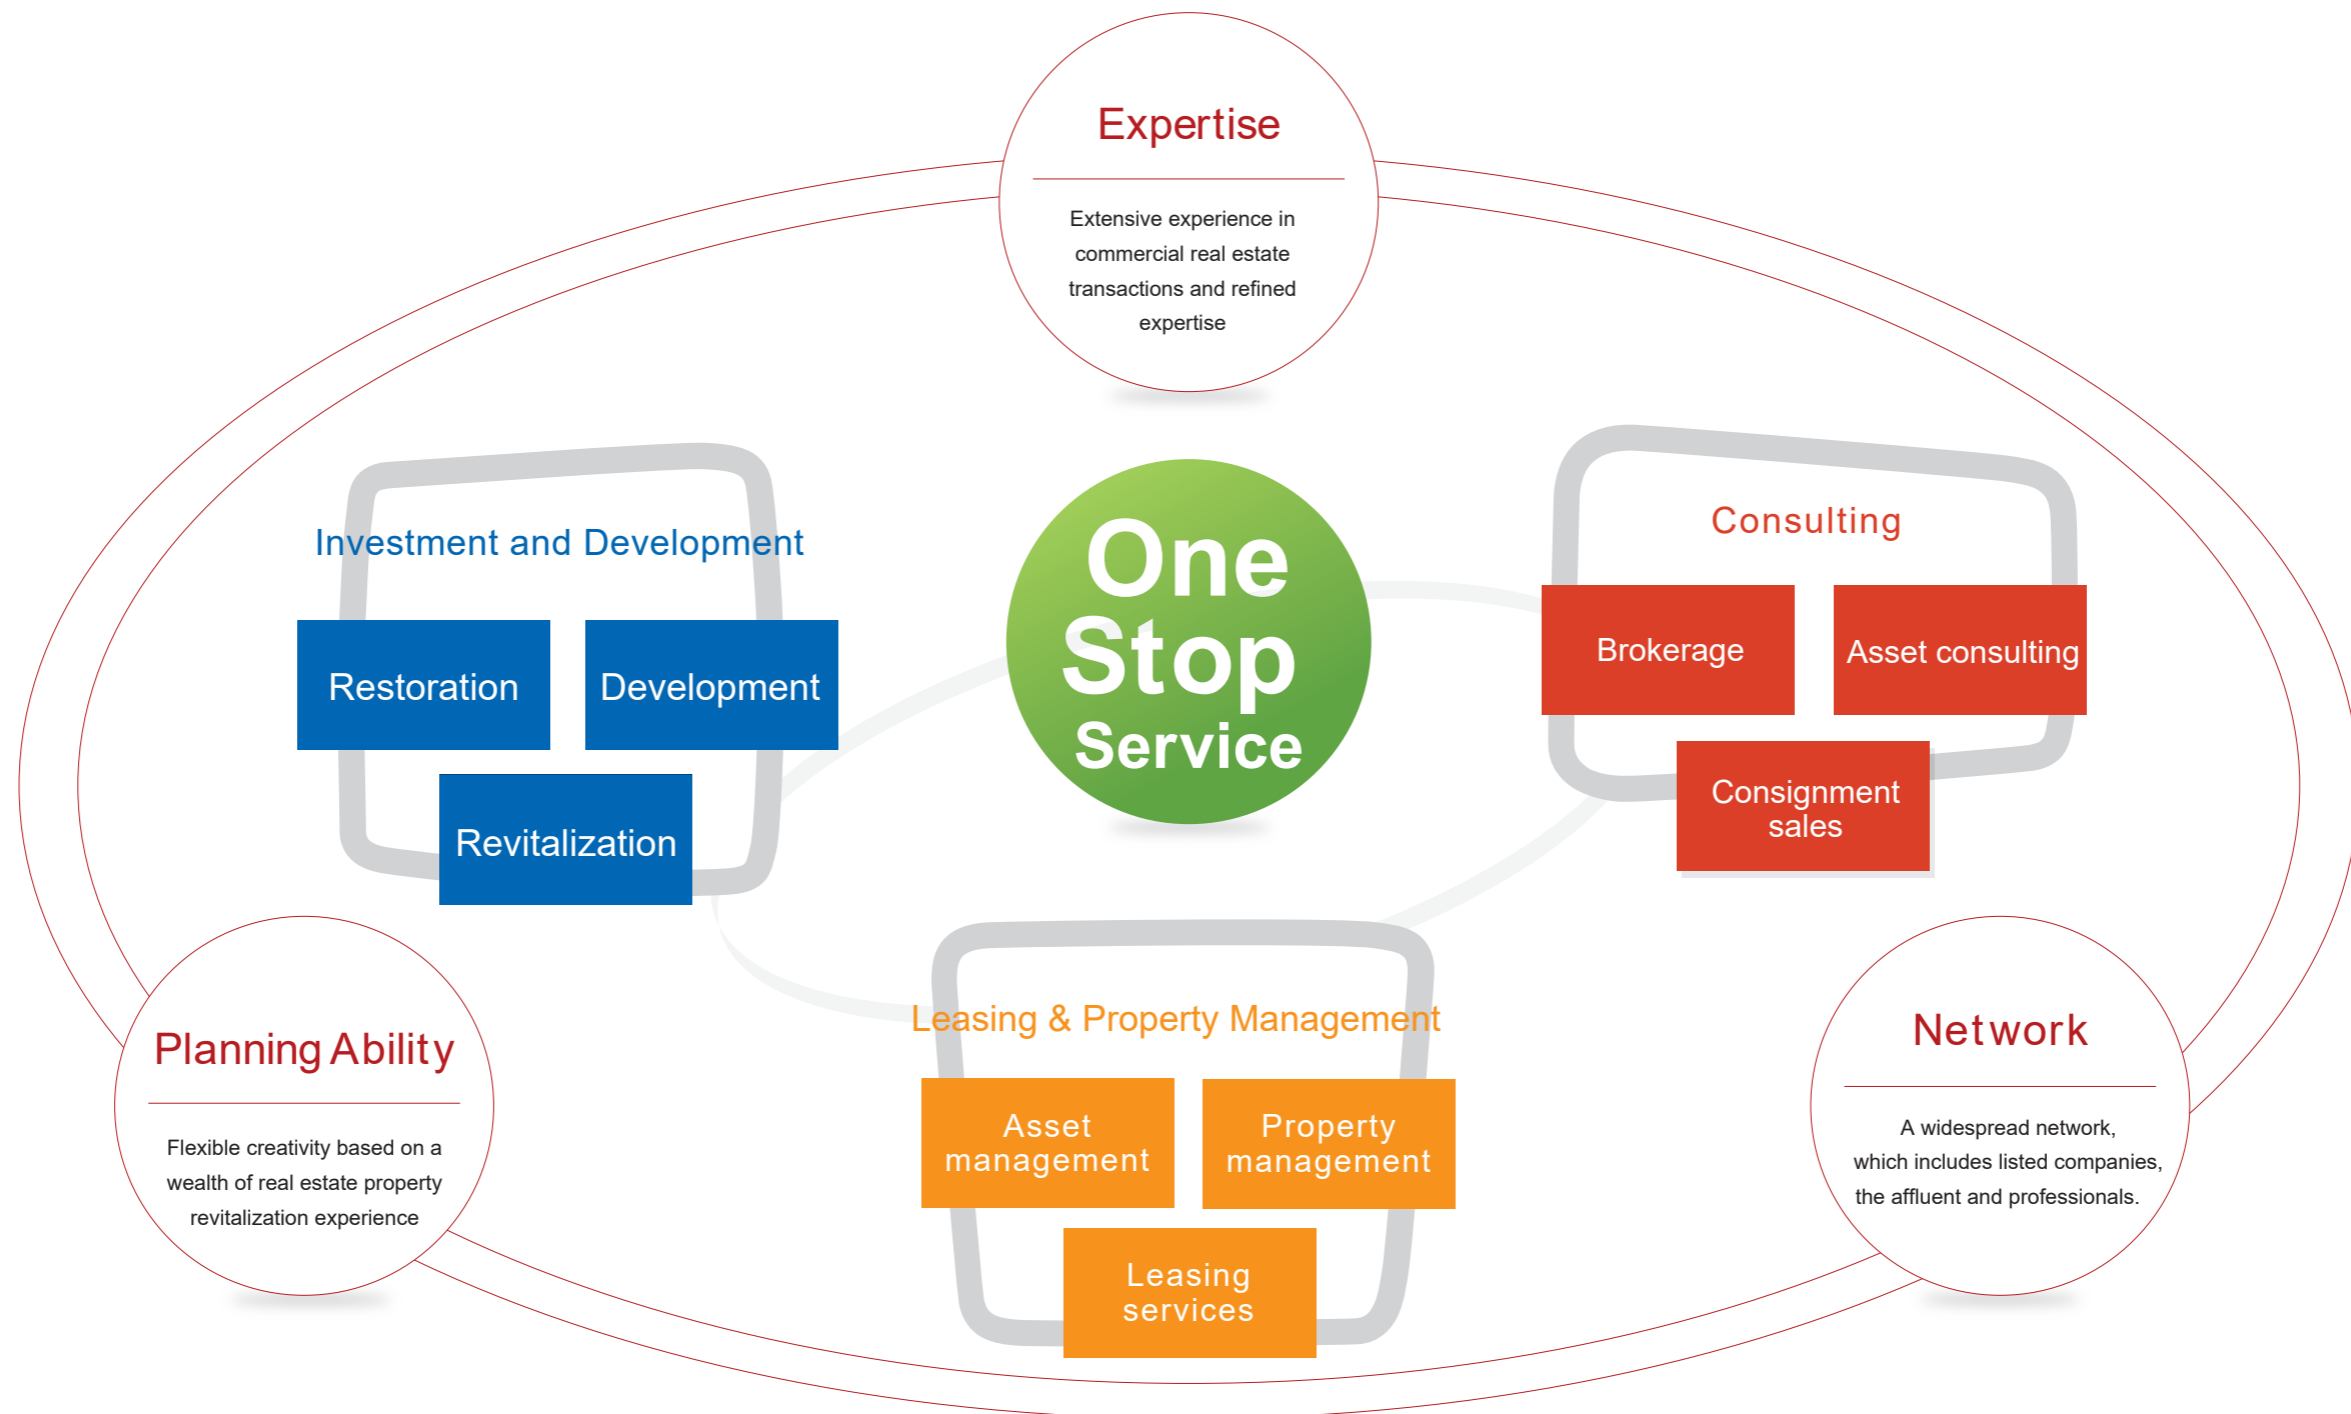 Expertise
Extensive experience in
commercial real estate
transactions and refined
expertise
Investment and Development
Restoration
Development
Revitalization
One
Stop
Service
Consulting
Brokerage
Asset consulting
Consignment
sales
Planning Ability
Flexible creativity based on a
wealth of real estate property
revitalization experience
Leasing & Property Management
Asset
management
Property
management
Leasing
services
Network
A widespread network,
which includes listed companies,
the affluent and professionals.